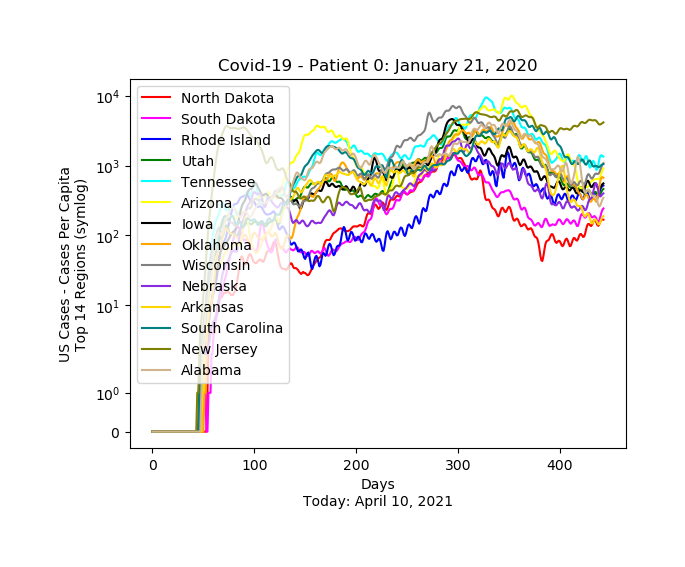 Covid-19 - Patient 0: January 21, 2020
US Cases - Cases Per Capita
Top 14 Regions (symlog)
10^4
10^3
10^2
10^1
10^0
0
North Dakota
South Dakota
Rhode Island
Utah
Tennessee
Arizona
Iowa
Oklahoma
Wisconsin
Nebraska
Arkansas
South Carolina
New Jersey
Alabama
0 100 200 300 400
Days
Today: April 10, 2021